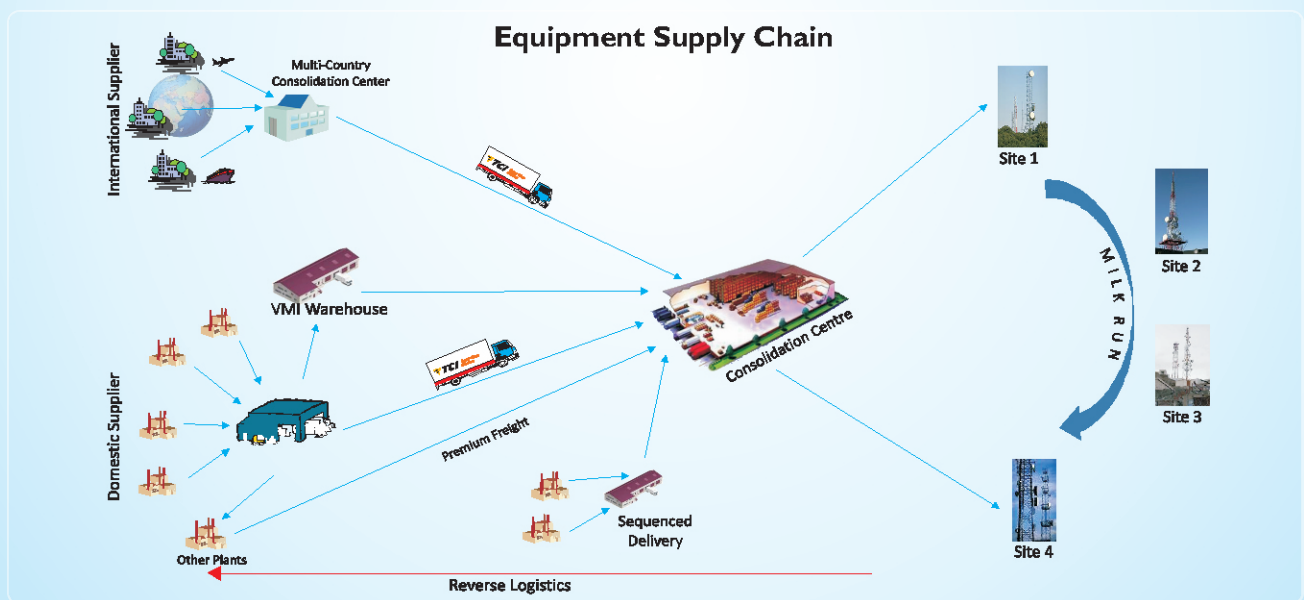 Equipment Supply Chain
International Supplier
Multi-Country
Consolidation Center
TCI
Site 1
Site 2
MILK RUN
Site 3
Site 4
VMI Warehouse
TCI
Consolidation Centre
Domestic Supplier
Premium Freight
Sequenced
Delivery
Other Plants
Reverse Logistics